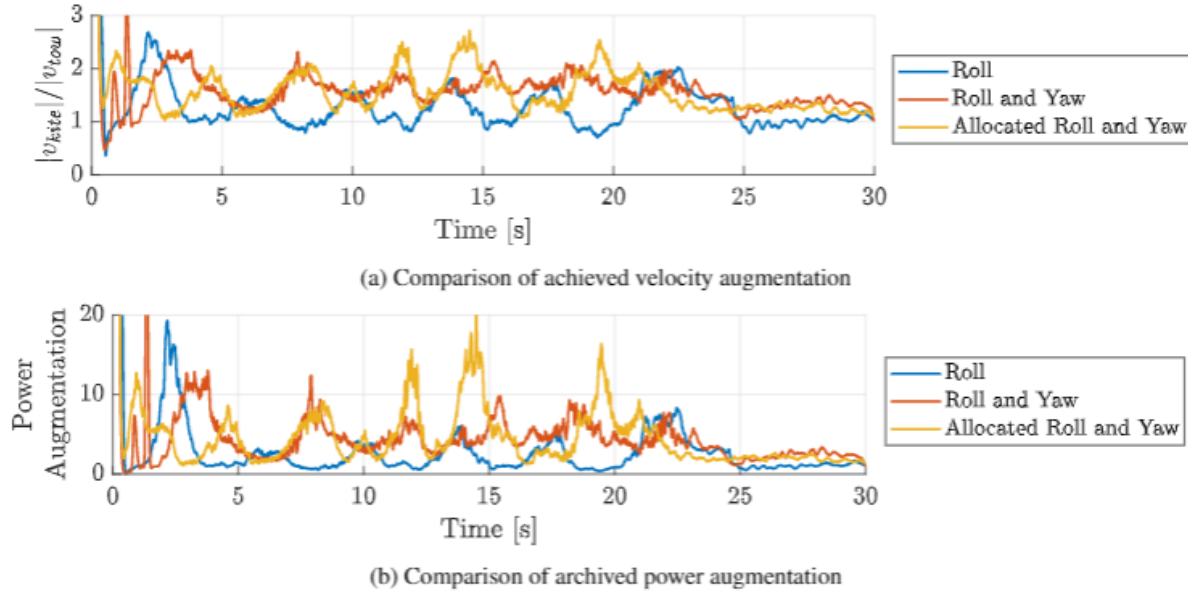 3
2
1
0
|v_kite|/|v_tow|
0 5 10 15 20 25 30
Time [s]
Roll
Roll and Yaw
Allocated Roll and Yaw
(a) Comparison of achieved velocity augmentation
20
10
0
Power
Augmentation
0 5 10 15 20 25 30
Time [s]
Roll
Roll and Yaw
Allocated Roll and Yaw
(b) Comparison of archived power augmentation